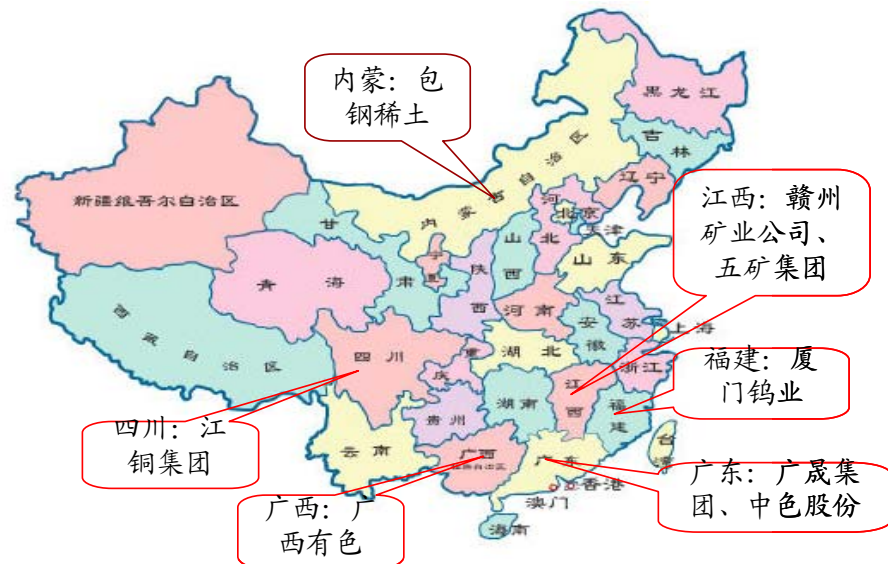 内蒙：包
钢稀土
黑龙江
吉林
辽宁
内蒙古自治区
新疆维吾尔自治区
甘肃
河北
北京
天津
山西
山东
宁夏
陕西
青海
河南
江苏
安徽
上海
西藏自治区
四川
重庆
湖北
浙江
江西
湖南
贵州
福建
云南
广西
壮族自治区
广东
台湾
香港
澳门
海南
江西：赣州
矿业公司、
五矿集团
福建：厦
门钨业
四川：江
铜集团
广西：广
西有色
广东：广晟集
团、中色股份